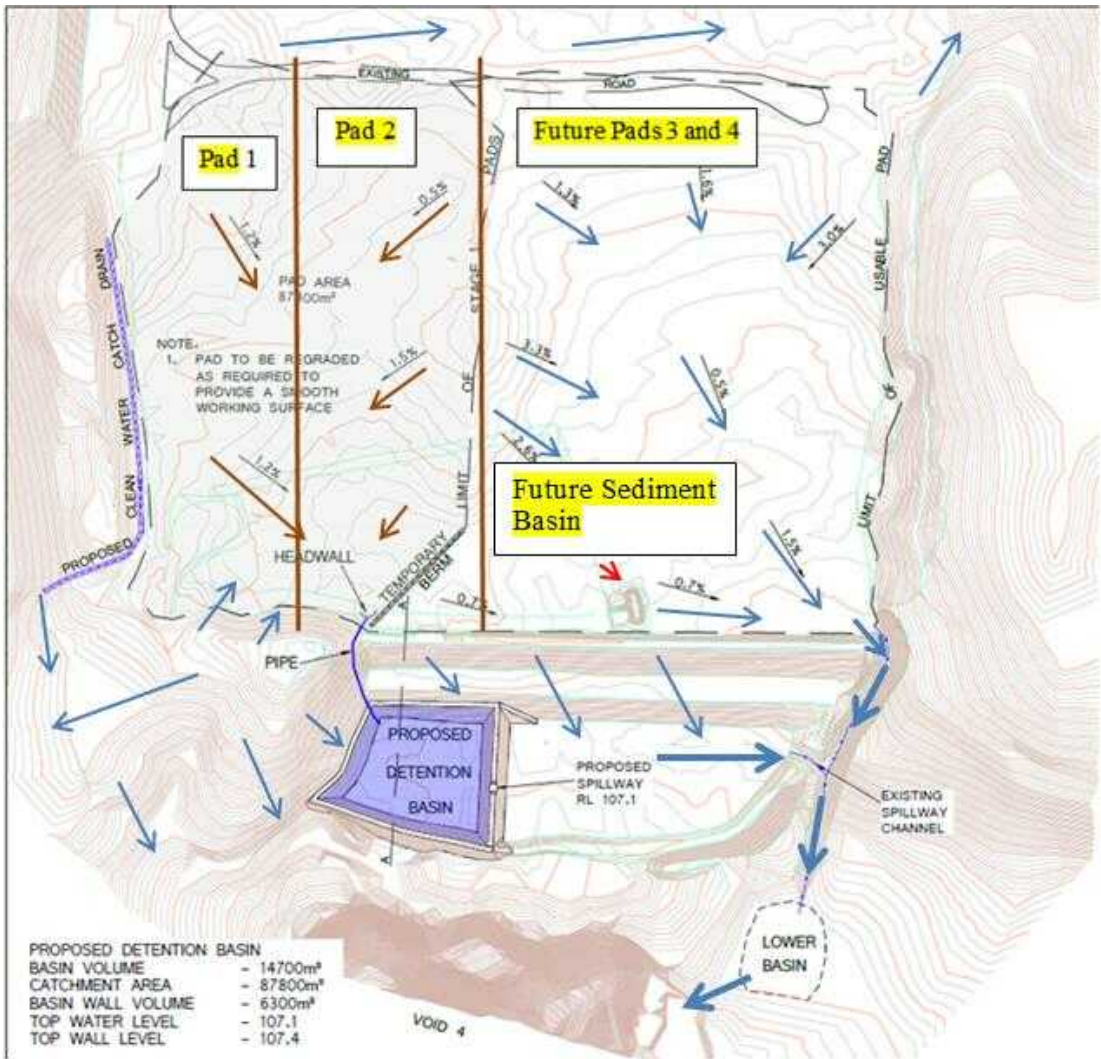 EXISTING
ROAD
Pad 1
Pad 2
Future Pads 3 and 4
PADS
STAGE 1
OF
LIMIT
1.2%
0.5%
1.3%
1.6%
3.0%
PAD
USABLE
OF
LIMIT
DRAIN
CATCH
WATER
CLEAN
PROPOSED
PAD AREA
NOTE.
1. PAD TO BE REGRADED
AS REQUIRED TO
PROVIDE A SMOOTH
WORKING SURFACE
1.5%
3.3%
0.5%
1.2%
2.6%
Future Sediment
Basin
1.5%
HEADWALL
TEMPORARY
BERM
A
0.7%
0.7%
PIPE
PROPOSED
DETENTION
BASIN
PROPOSED
SPILLWAY
RL 107.1
EXISTING
SPILLWAY
CHANNEL
A
LOWER
BASIN
VOID 4
PROPOSED DETENTION BASIN
BASIN VOLUME - 14700m³
CATCHMENT AREA - 87800m²
BASIN WALL VOLUME - 6300m³
TOP WATER LEVEL - 107.1
TOP WALL LEVEL - 107.4